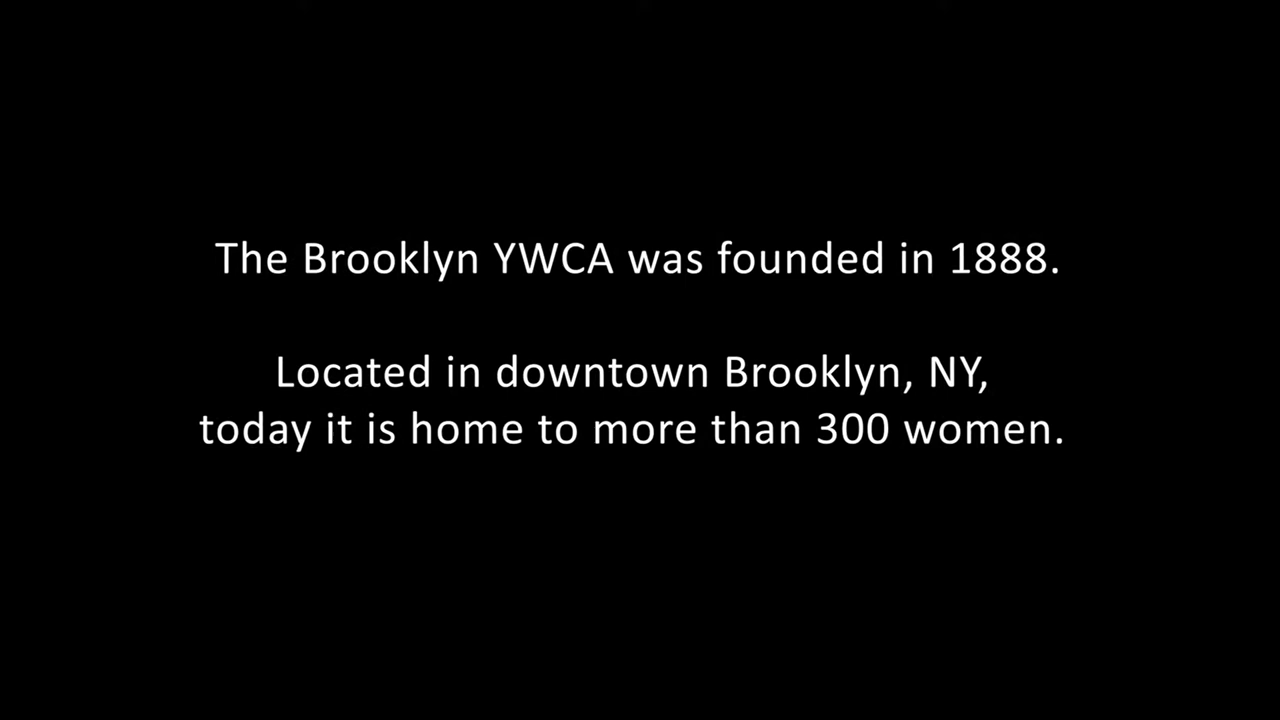 The Brooklyn YWCA was founded in 1888.
Located in downtown Brooklyn, NY,
today it is home to more than 300 women.